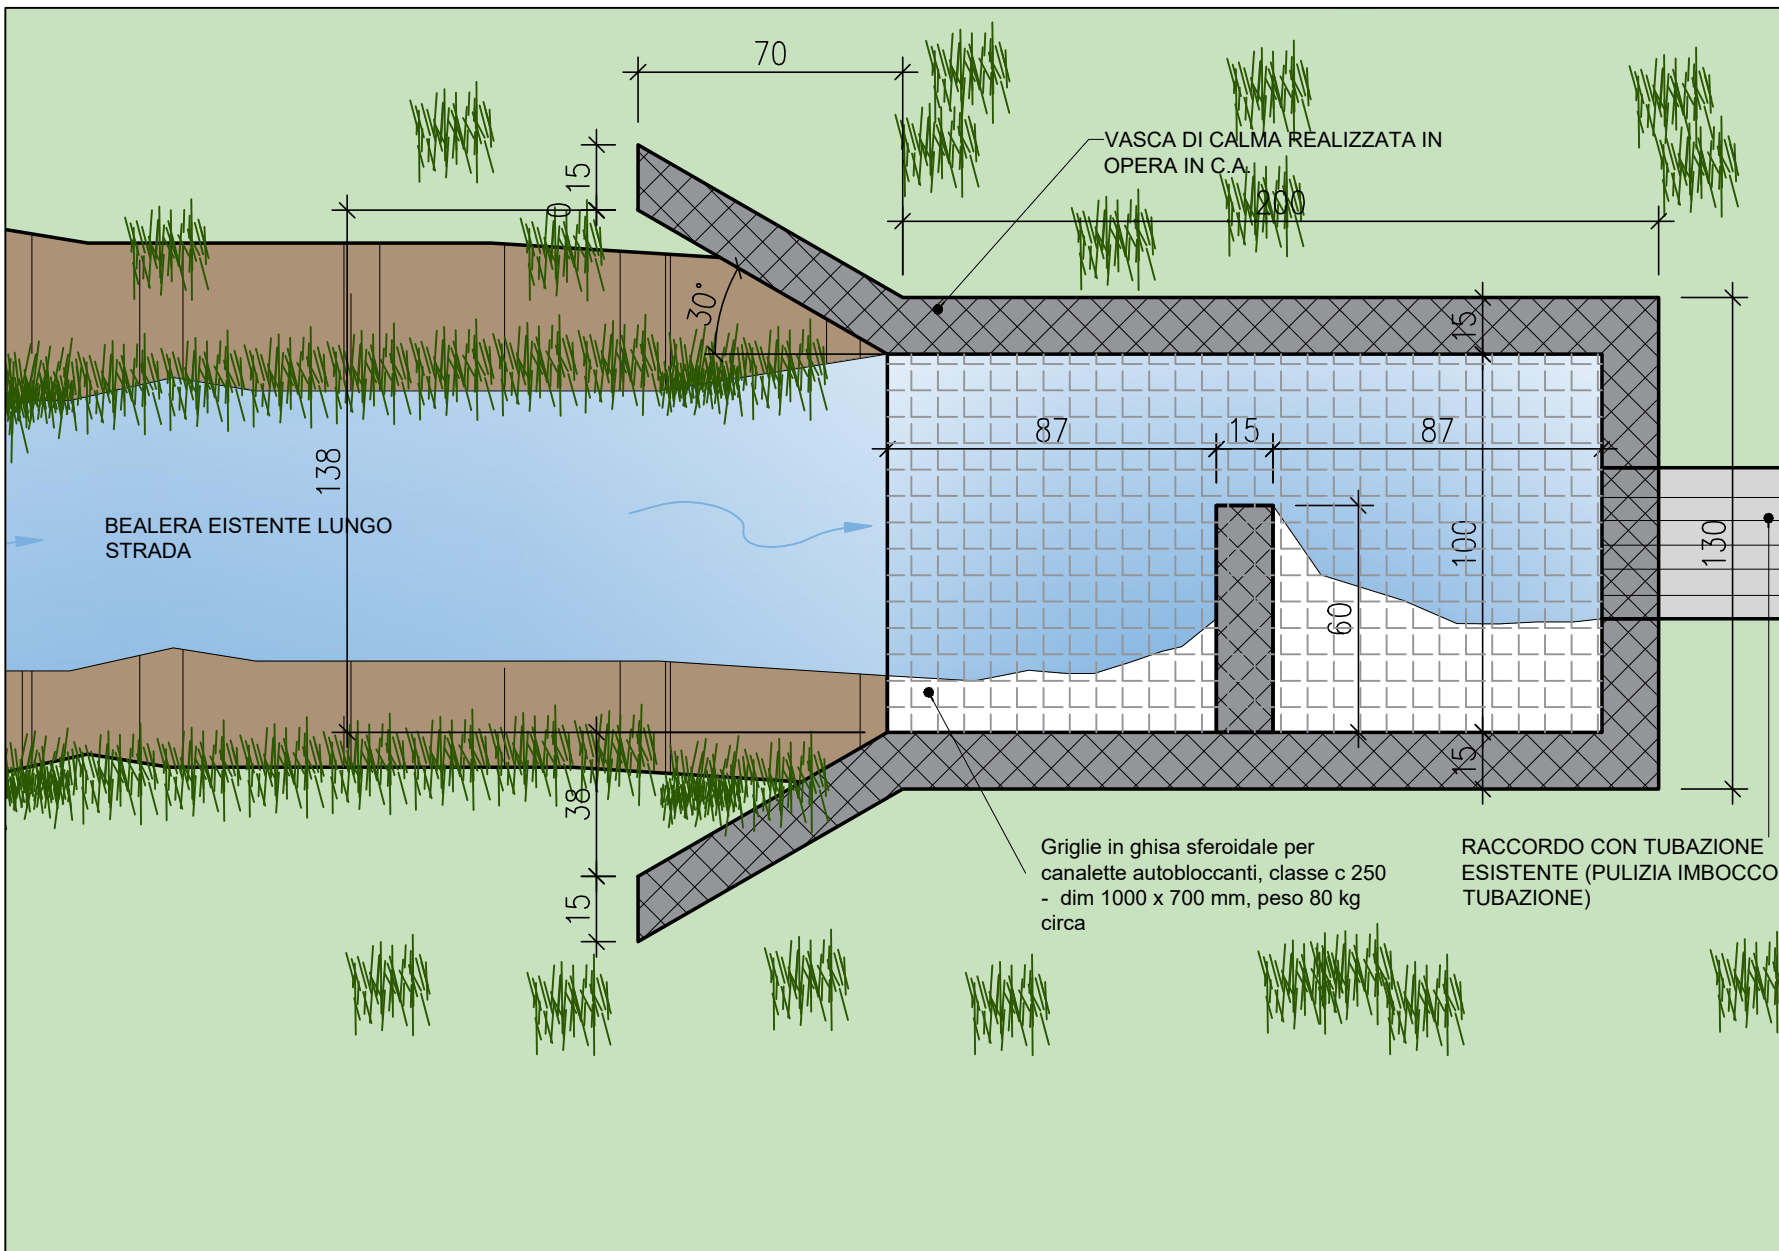 70
VASCA DI CALMA REALIZZATA IN
OPERA IN C.A.
15
0
200
30°
15
87
15
87
138
BEALERA EISTENTE LUNGO
STRADA
100
130
60
15
38
15
Griglie in ghisa sferoidale per
canalette autobloccanti, classe c 250
- dim 1000 x 700 mm, peso 80 kg
circa
RACCORDO CON TUBAZIONE
ESISTENTE (PULIZIA IMBOCCO
TUBAZIONE)